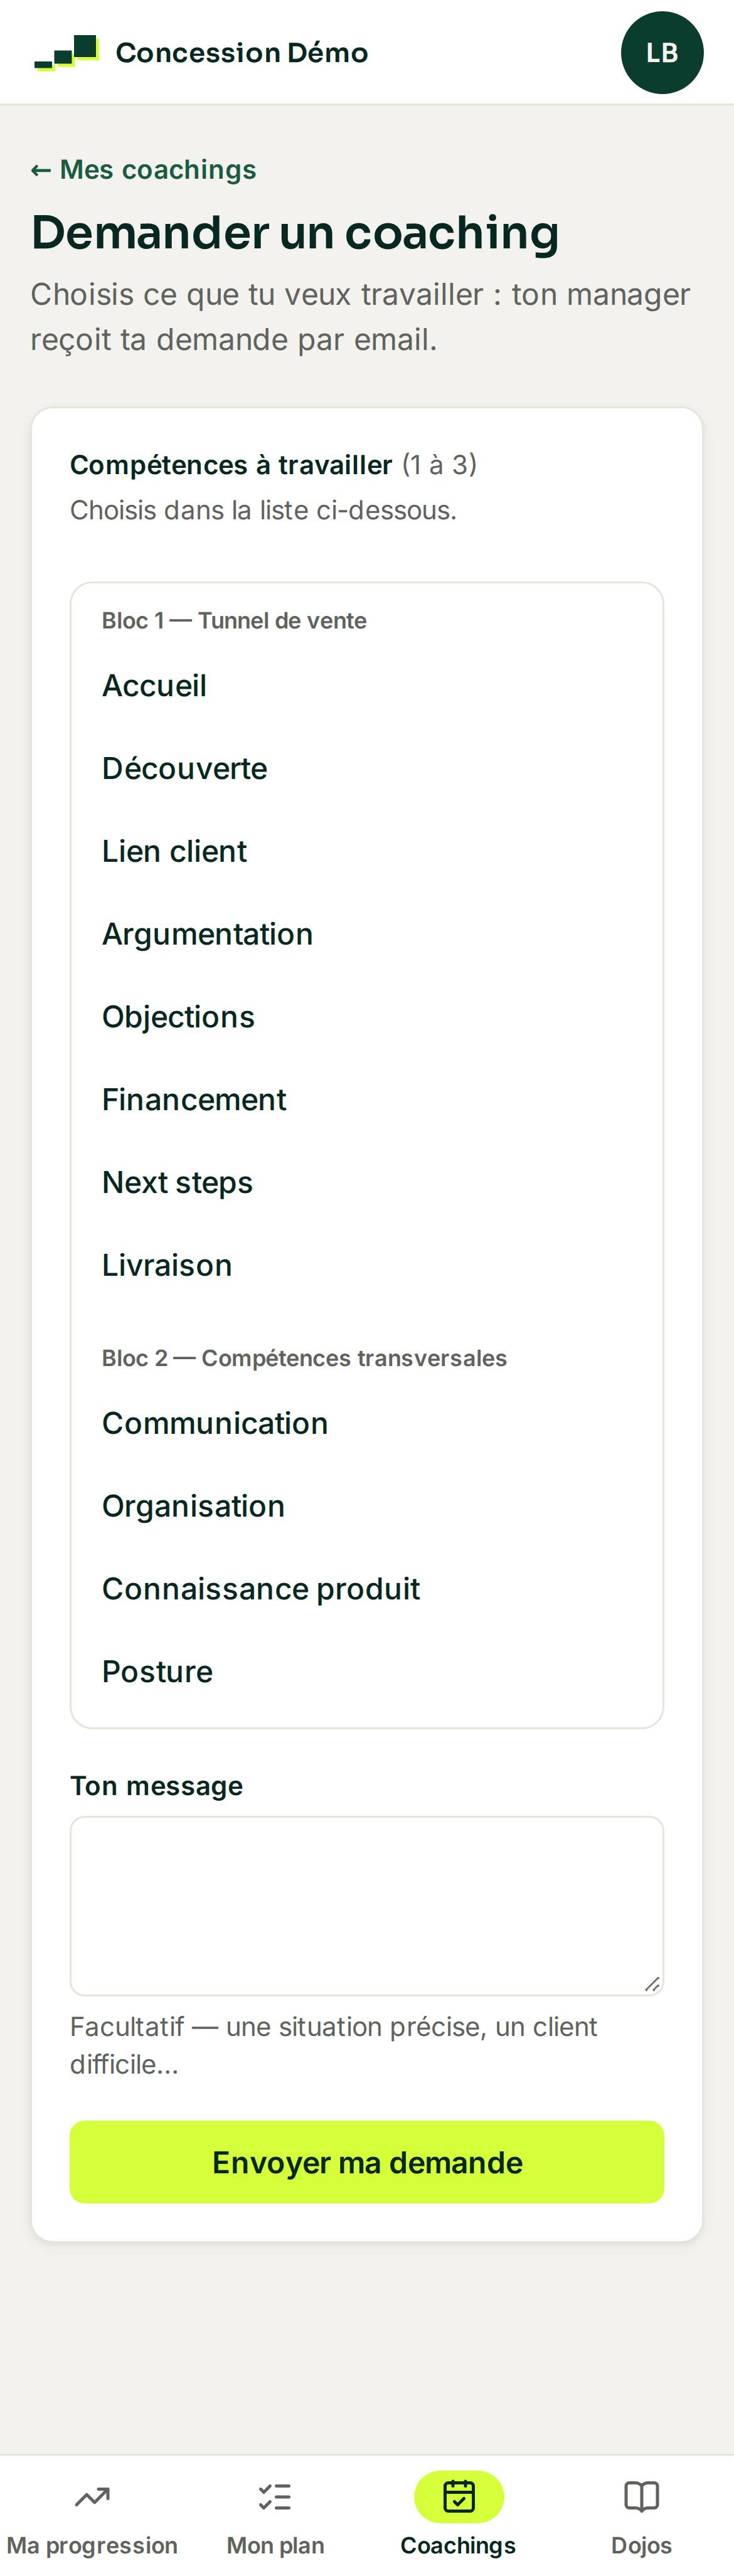 Concession Démo
LB
← Mes coachings
Demander un coaching
Choisis ce que tu veux travailler : ton manager
reçoit ta demande par email.
Compétences à travailler (1 à 3)
Choisis dans la liste ci-dessous.
Bloc 1 — Tunnel de vente
Accueil
Découverte
Lien client
Argumentation
Objections
Financement
Next steps
Livraison
Bloc 2 — Compétences transversales
Communication
Organisation
Connaissance produit
Posture
Ton message
Facultatif — une situation précise, un client
difficile...
Envoyer ma demande
Ma progression
Mon plan
Coachings
Dojos